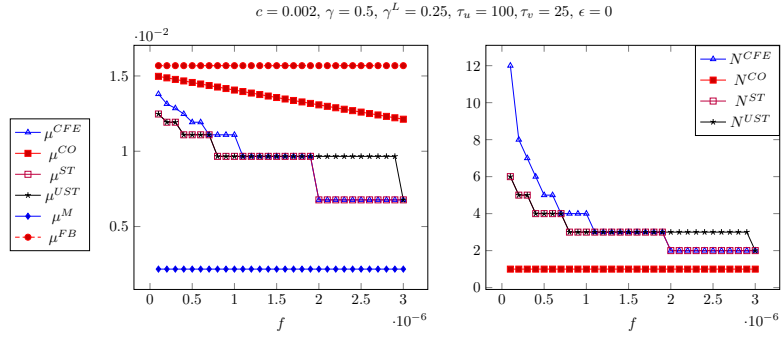 c = 0.002, γ = 0.5, γ^L = 0.25, τ_u = 100, τ_v = 25, ϵ = 0
·10^−2
1.5
1
0.5
0 0.5 1 1.5 2 2.5 3
·10^−6
f
μ^CFE
μ^CO
μ^ST
μ^UST
μ^M
μ^FB
12
10
8
6
4
2
0
0 0.5 1 1.5 2 2.5 3
·10^−6
f
N^CFE
N^CO
N^ST
N^UST